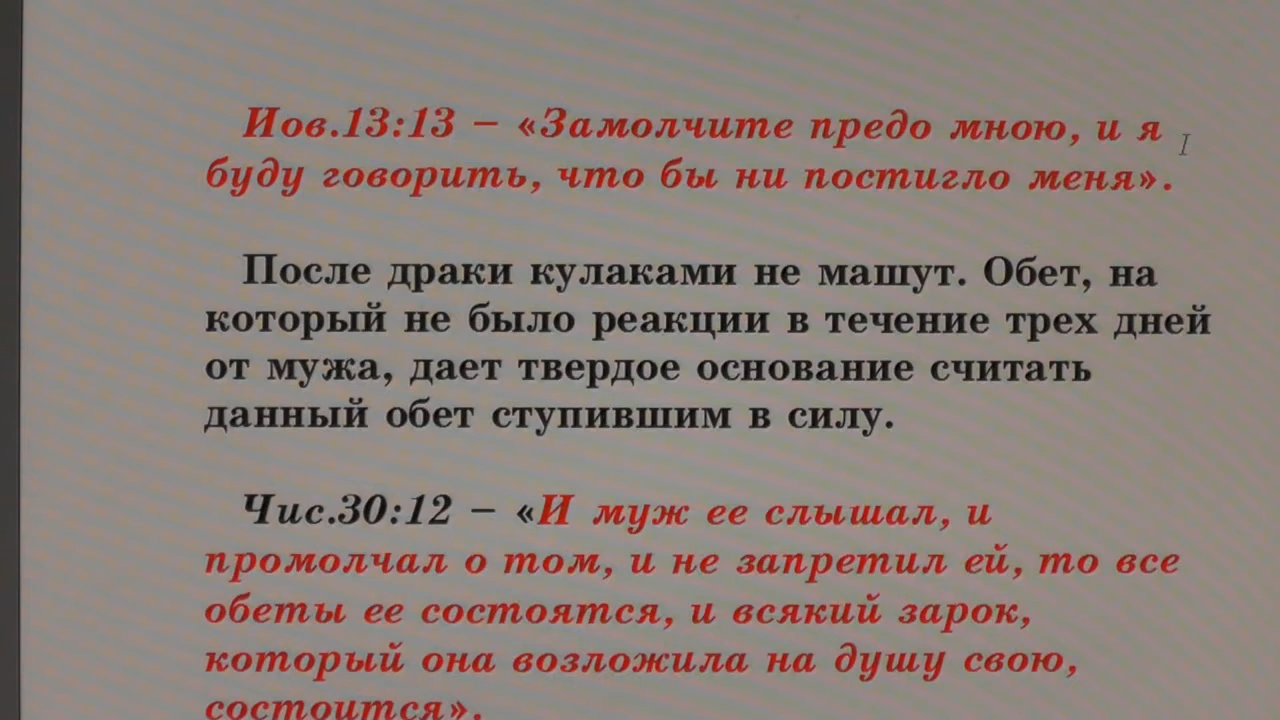 Иов.13:13 – «Замолчите предо мною, и я
буду говорить, что бы ни постигло меня».
После драки кулаками не машут. Обет, на
который не было реакции в течение трех дней
от мужа, дает твердое основание считать
данный обет ступившим в силу.
Чис.30:12 – «И муж ее слышал, и
промолчал о том, и не запретил ей, то все
обеты ее состоятся, и всякий зарок,
который она возложила на душу свою,
состоится».